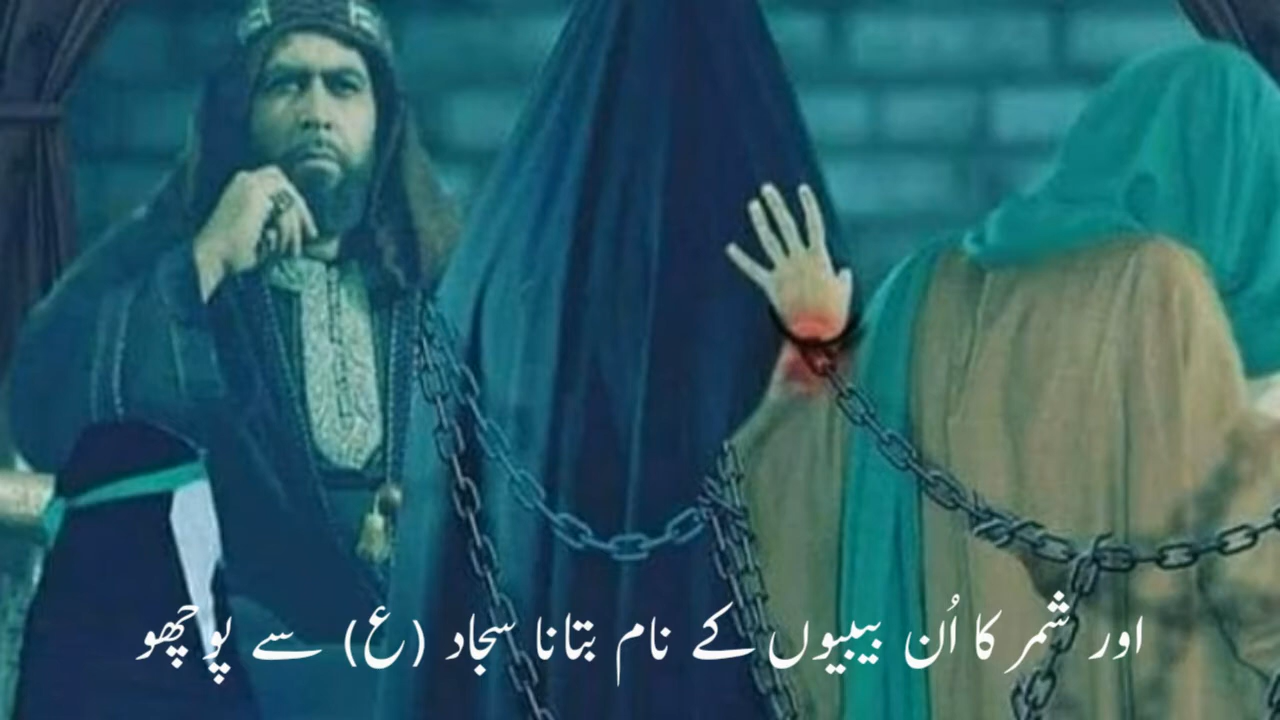 اور شمر کا اُن بیبیوں کے نام بتانا سجاد (ع) سے پوچھو